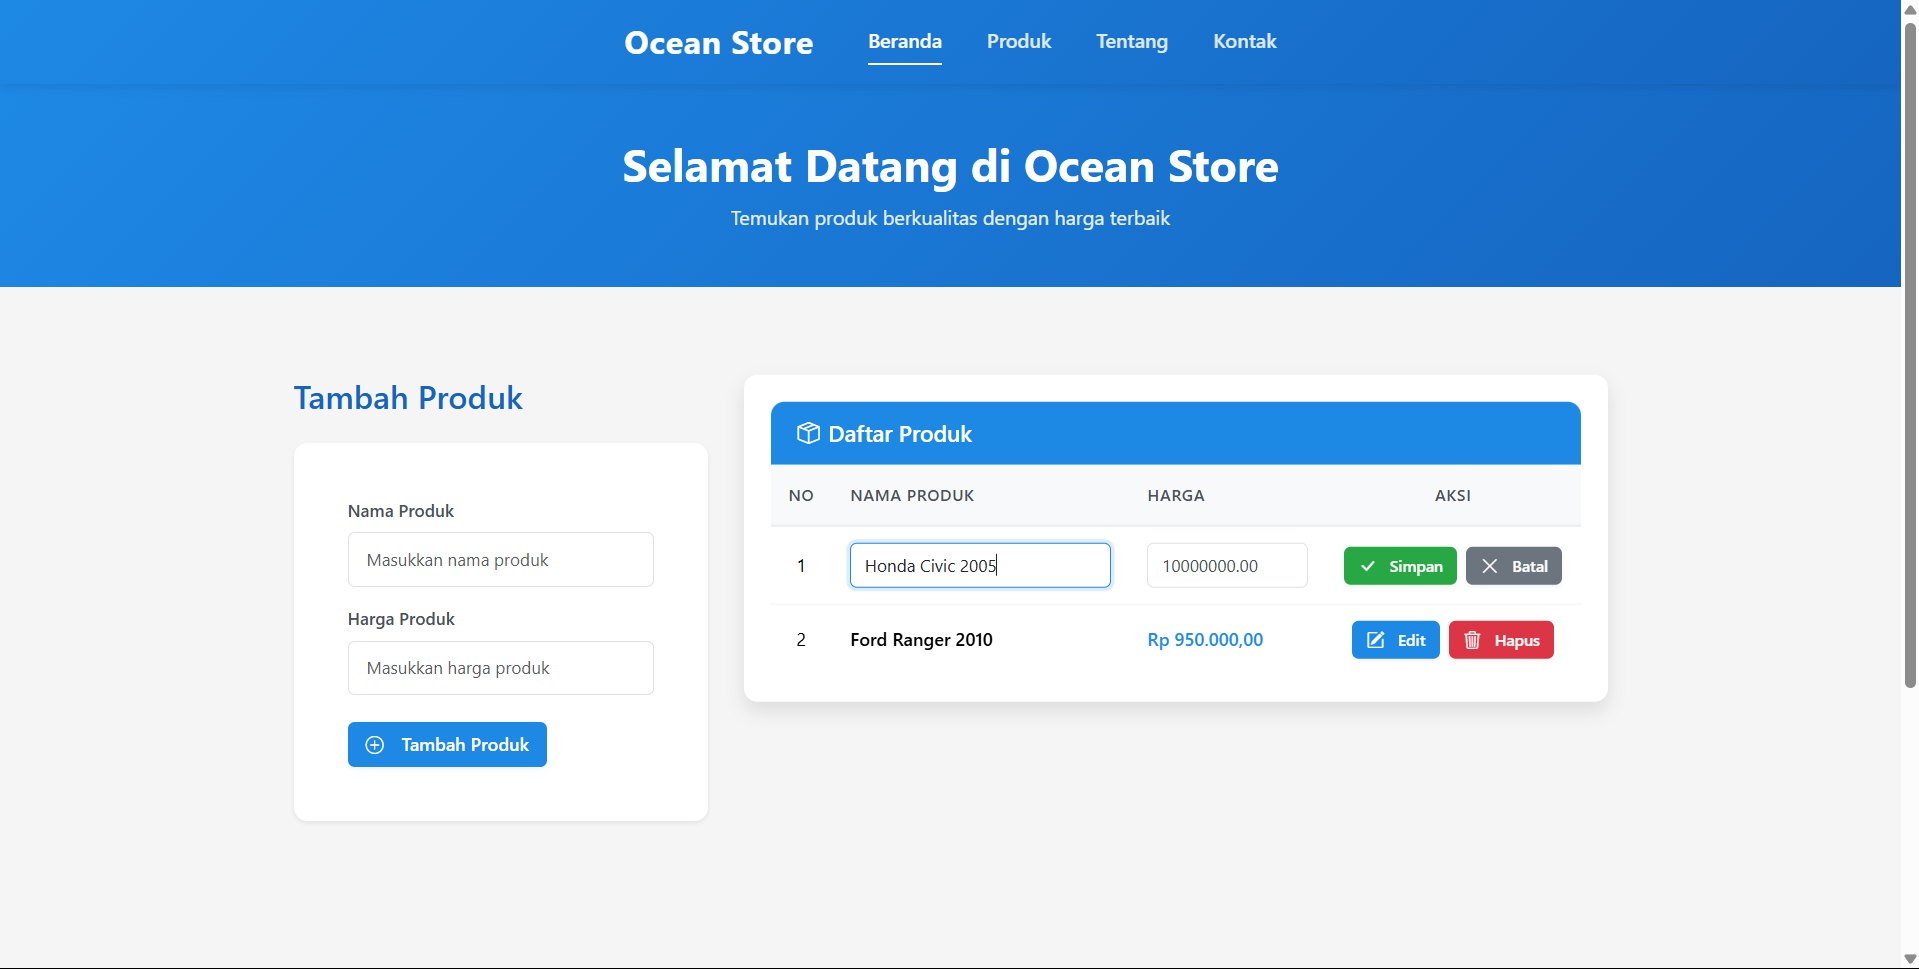 Ocean Store Beranda Produk Tentang Kontak
Selamat Datang di Ocean Store
Temukan produk berkualitas dengan harga terbaik
Tambah Produk
Nama Produk
Masukkan nama produk
Harga Produk
Masukkan harga produk
Tambah Produk
Daftar Produk
NO NAMA PRODUK HARGA AKSI
1 Honda Civic 2005 10000000.00 Simpan Batal
2 Ford Ranger 2010 Rp 950.000,00 Edit Hapus